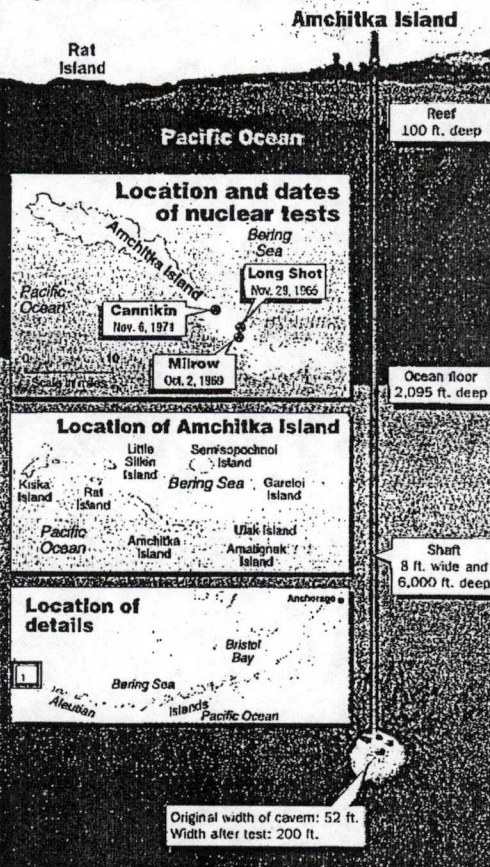 Amchitka Island
Rat
Island
Pacific Ocean
Reef
100 ft. deep
Location and dates
of nuclear tests
Amchitka Island
Bering
Sea
Long Shot
Nov. 29, 1965
Pacific
Ocean
Cannikin
Nov. 6, 1971
Milrow
Oct. 2, 1969
0 10
Scale in miles
Ocean floor
2,095 ft. deep
Location of Amchitka Island
Kiska
Island
Rat
Island
Little
Sitkin
Island
Semisopochnoi
Island
Bering Sea
Gareloi
Island
Pacific
Ocean
Amchitka
Island
Ulak Island
Amatignak
Island
Shaft
8 ft. wide and
6,000 ft. deep
Location of
details
Anchorage
Bristol
Bay
1
Bering Sea
Aleutian
Islands
Pacific Ocean
Original width of cavern: 52 ft.
Width after test: 200 ft.